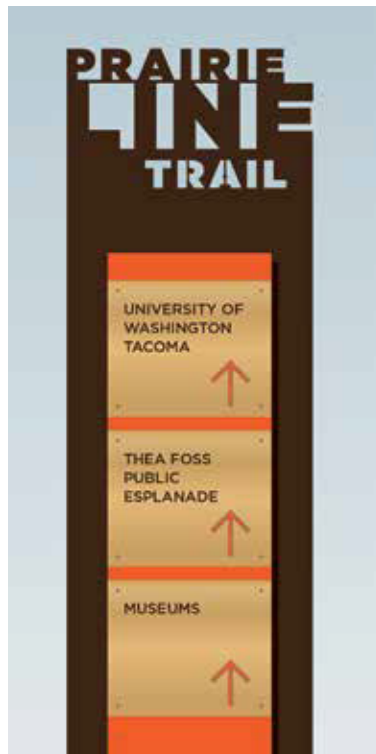 PRAIRIE
LINE
TRAIL
UNIVERSITY OF
WASHINGTON
TACOMA
THEA FOSS
PUBLIC
ESPLANADE
MUSEUMS